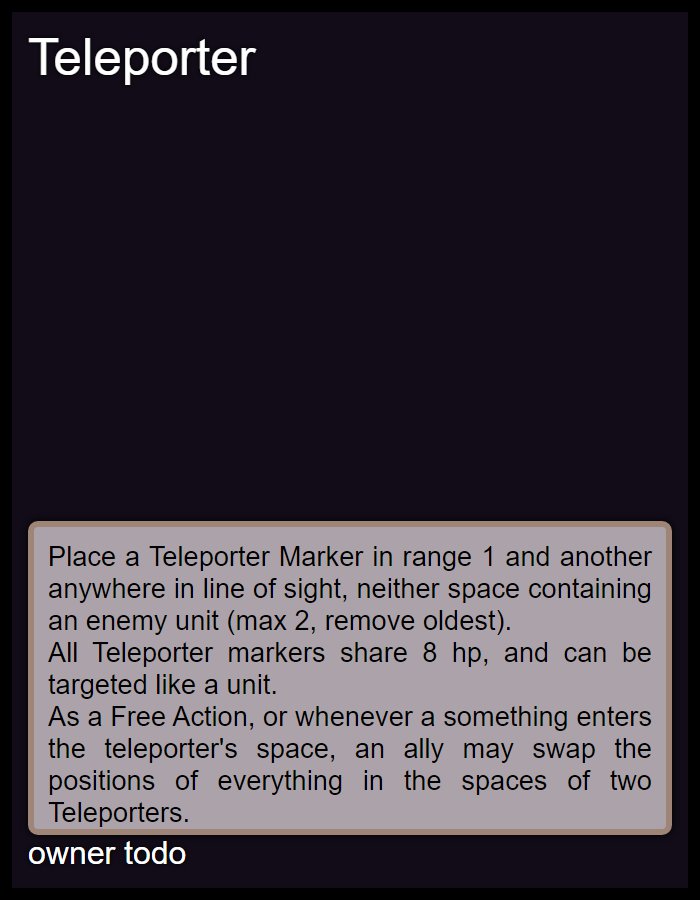 Teleporter
Place a Teleporter Marker in range 1 and another
anywhere in line of sight, neither space containing
an enemy unit (max 2, remove oldest).
All Teleporter markers share 8 hp, and can be
targeted like a unit.
As a Free Action, or whenever a something enters
the teleporter's space, an ally may swap the
positions of everything in the spaces of two
Teleporters.
owner todo